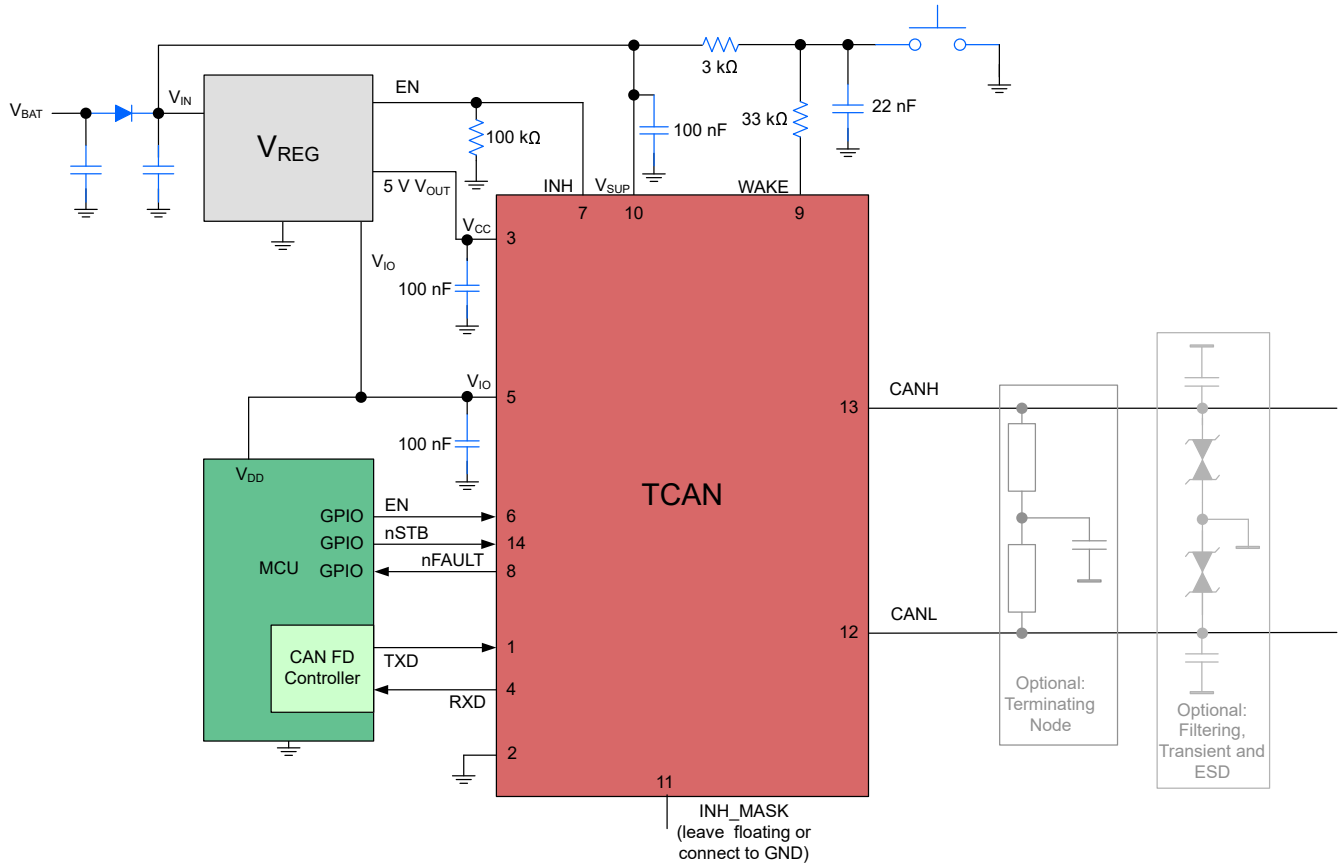 3 kΩ
VBAT
VIN
EN
VREG
100 kΩ
100 nF
33 kΩ
22 nF
5 V VOUT
INH
VSUP
WAKE
7
10
9
VCC
3
VIO
100 nF
VIO
5
CANH
13
100 nF
VDD
TCAN
GPIO
EN
6
GPIO
nSTB
14
MCU
GPIO
nFAULT
8
CANL
12
CAN FD
Controller
TXD
1
RXD
4
Optional:
Terminating
Node
Optional:
Filtering,
Transient and
ESD
2
11
INH_MASK
(leave floating or
connect to GND)